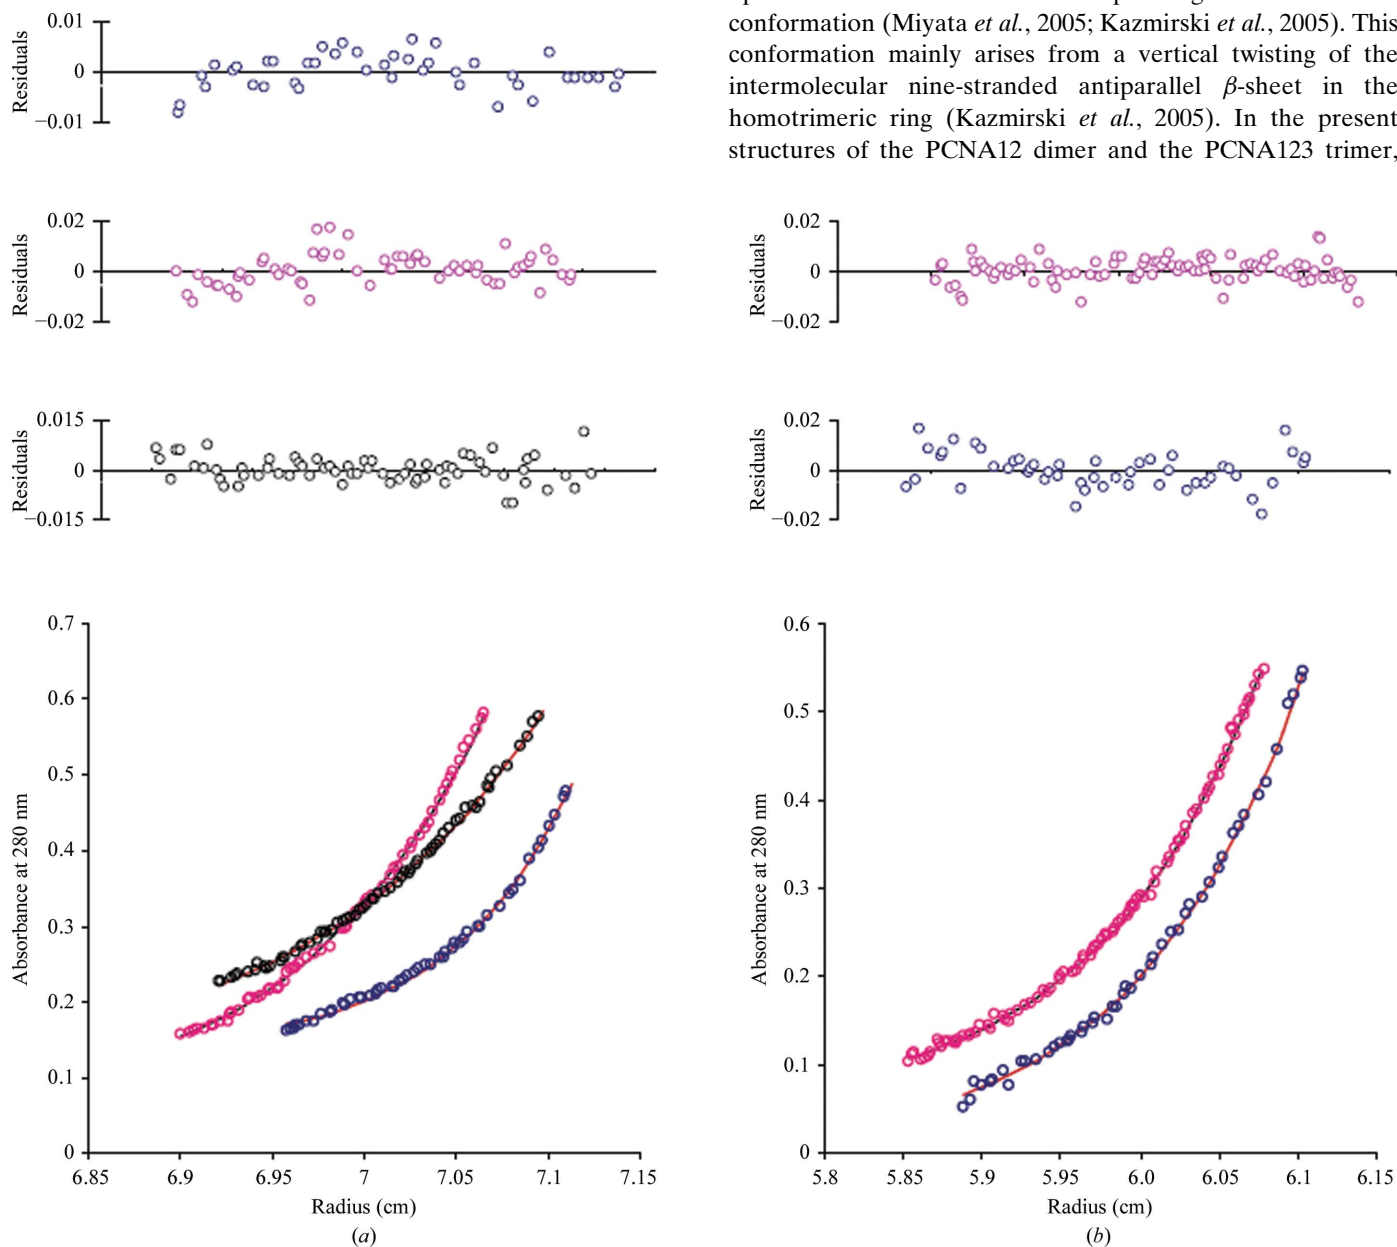 conformation (Miyata et al., 2005; Kazmirski et al., 2005). This
conformation mainly arises from a vertical twisting of the
intermolecular nine-stranded antiparallel β-sheet in the
homotrimeric ring (Kazmirski et al., 2005). In the present
structures of the PCNA12 dimer and the PCNA123 trimer,
0.01
0
−0.01
Residuals
0.02
0
−0.02
Residuals
0.015
0
−0.015
Residuals
0.7
0.6
0.5
0.4
0.3
0.2
0.1
0
Absorbance at 280 nm
6.85 6.9 6.95 7 7.05 7.1 7.15
Radius (cm)
(a)
0.02
0
−0.02
Residuals
0.02
0
−0.02
Residuals
0.6
0.5
0.4
0.3
0.2
0.1
0
Absorbance at 280 nm
5.8 5.85 5.9 5.95 6.0 6.05 6.1 6.15
Radius (cm)
(b)